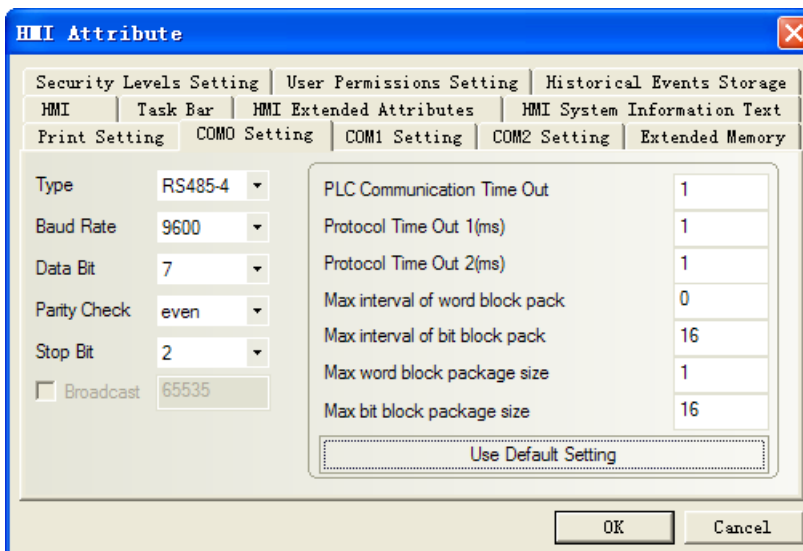 HMI Attribute
Security Levels Setting User Permissions Setting Historical Events Storage
HMI Task Bar HMI Extended Attributes HMI System Information Text
Print Setting COM0 Setting COM1 Setting COM2 Setting Extended Memory
Type RS485-4
Baud Rate 9600
Data Bit 7
Parity Check even
Stop Bit 2
Broadcast 65535
PLC Communication Time Out 1
Protocol Time Out 1(ms) 1
Protocol Time Out 2(ms) 1
Max interval of word block pack 0
Max interval of bit block pack 16
Max word block package size 1
Max bit block package size 16
Use Default Setting
OK Cancel